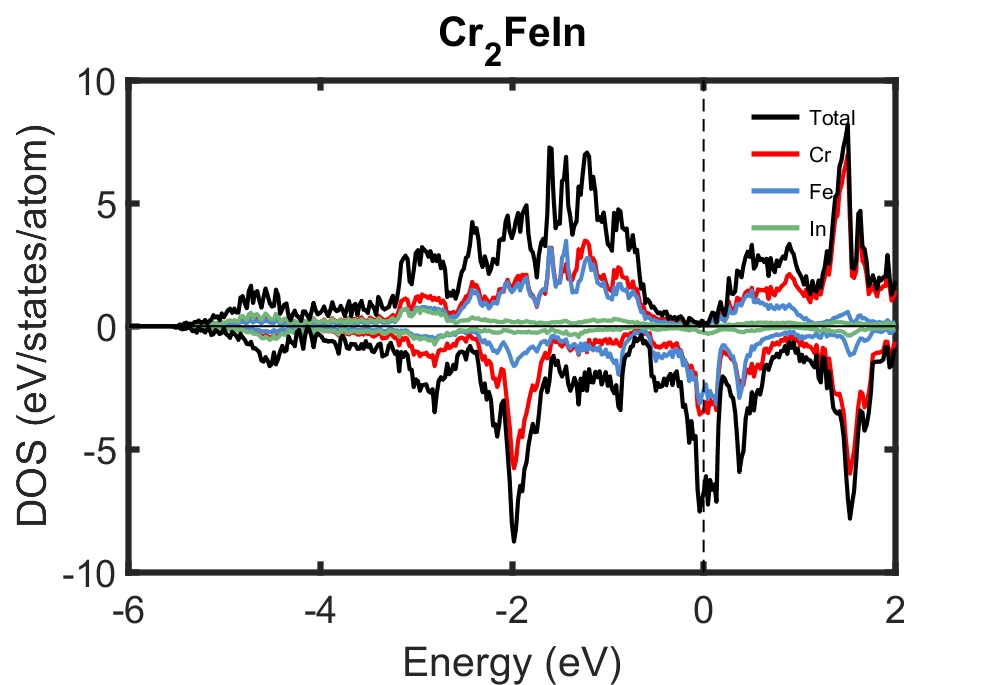 Cr2FeIn
10
5
0
-5
-10
DOS (eV/states/atom)
Total
Cr
Fe
In
-6 -4 -2 0 2
Energy (eV)